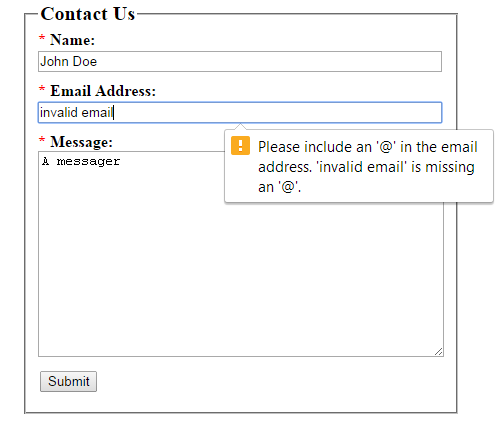 Contact Us
* Name:
John Doe
* Email Address:
invalid email
Please include an '@' in the email
address. 'invalid email' is missing
an '@'.
* Message:
A messager
Submit